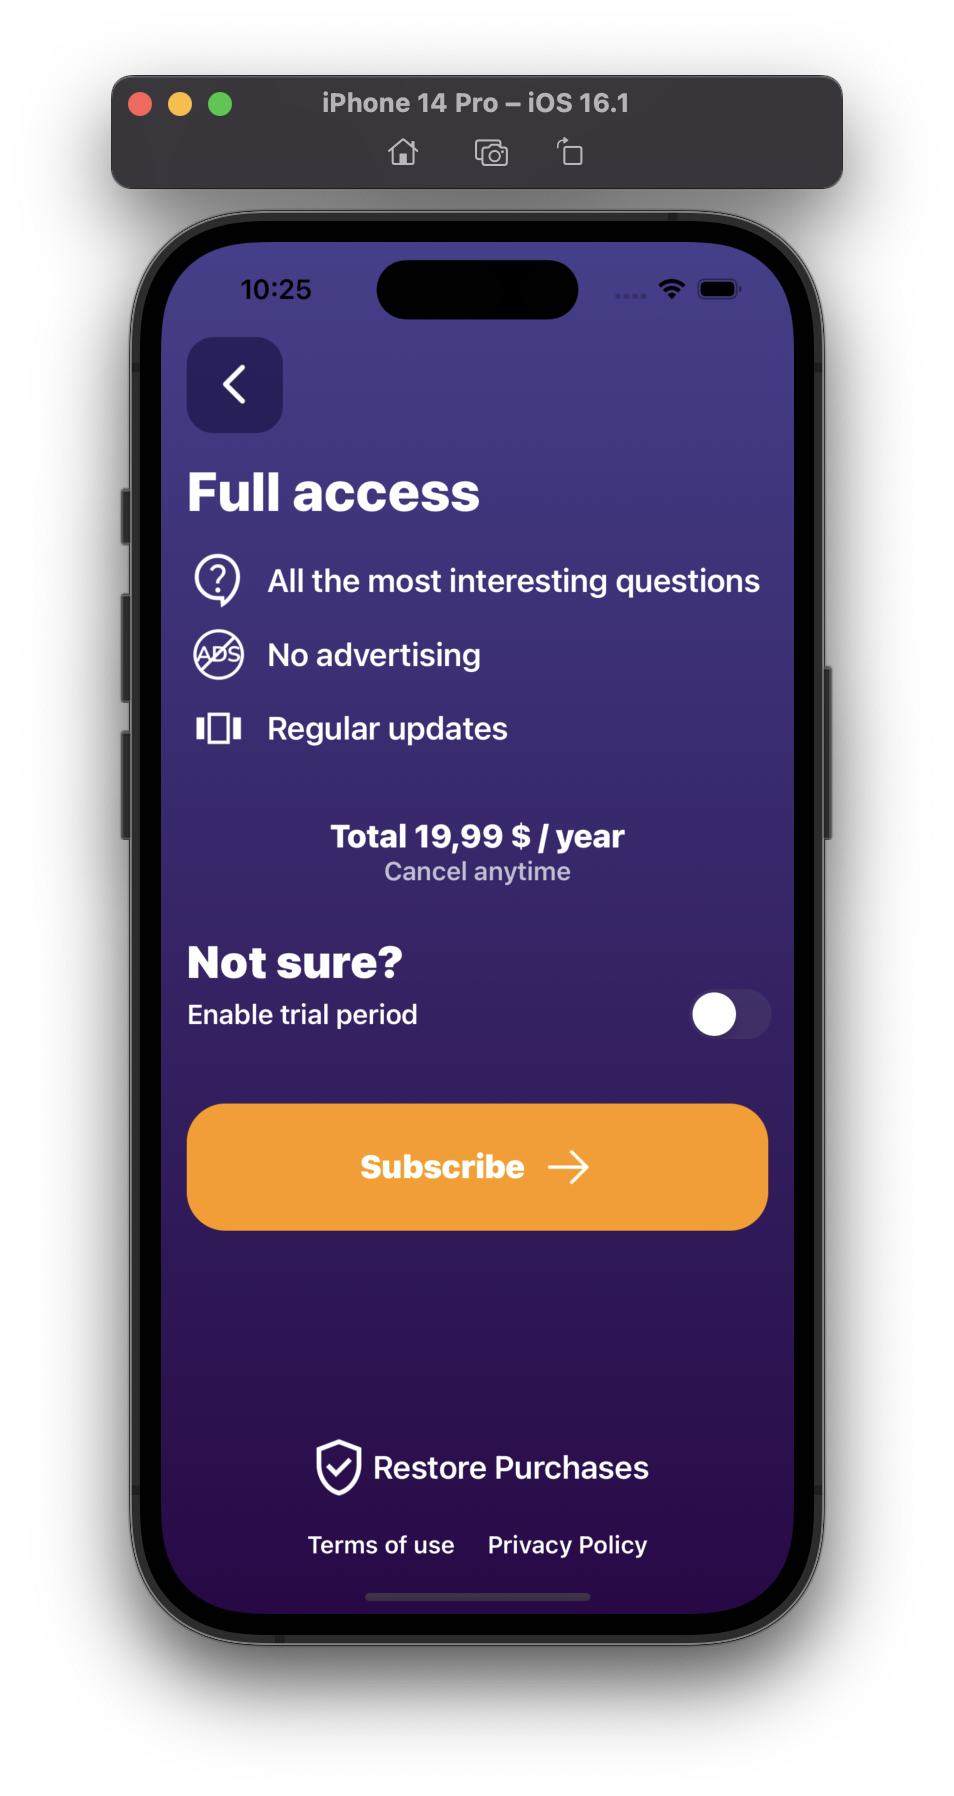 iPhone 14 Pro – iOS 16.1
10:25
Full access
All the most interesting questions
ADS
No advertising
Regular updates
Total 19,99 $ / year
Cancel anytime
Not sure?
Enable trial period
Subscribe
Restore Purchases
Terms of use Privacy Policy